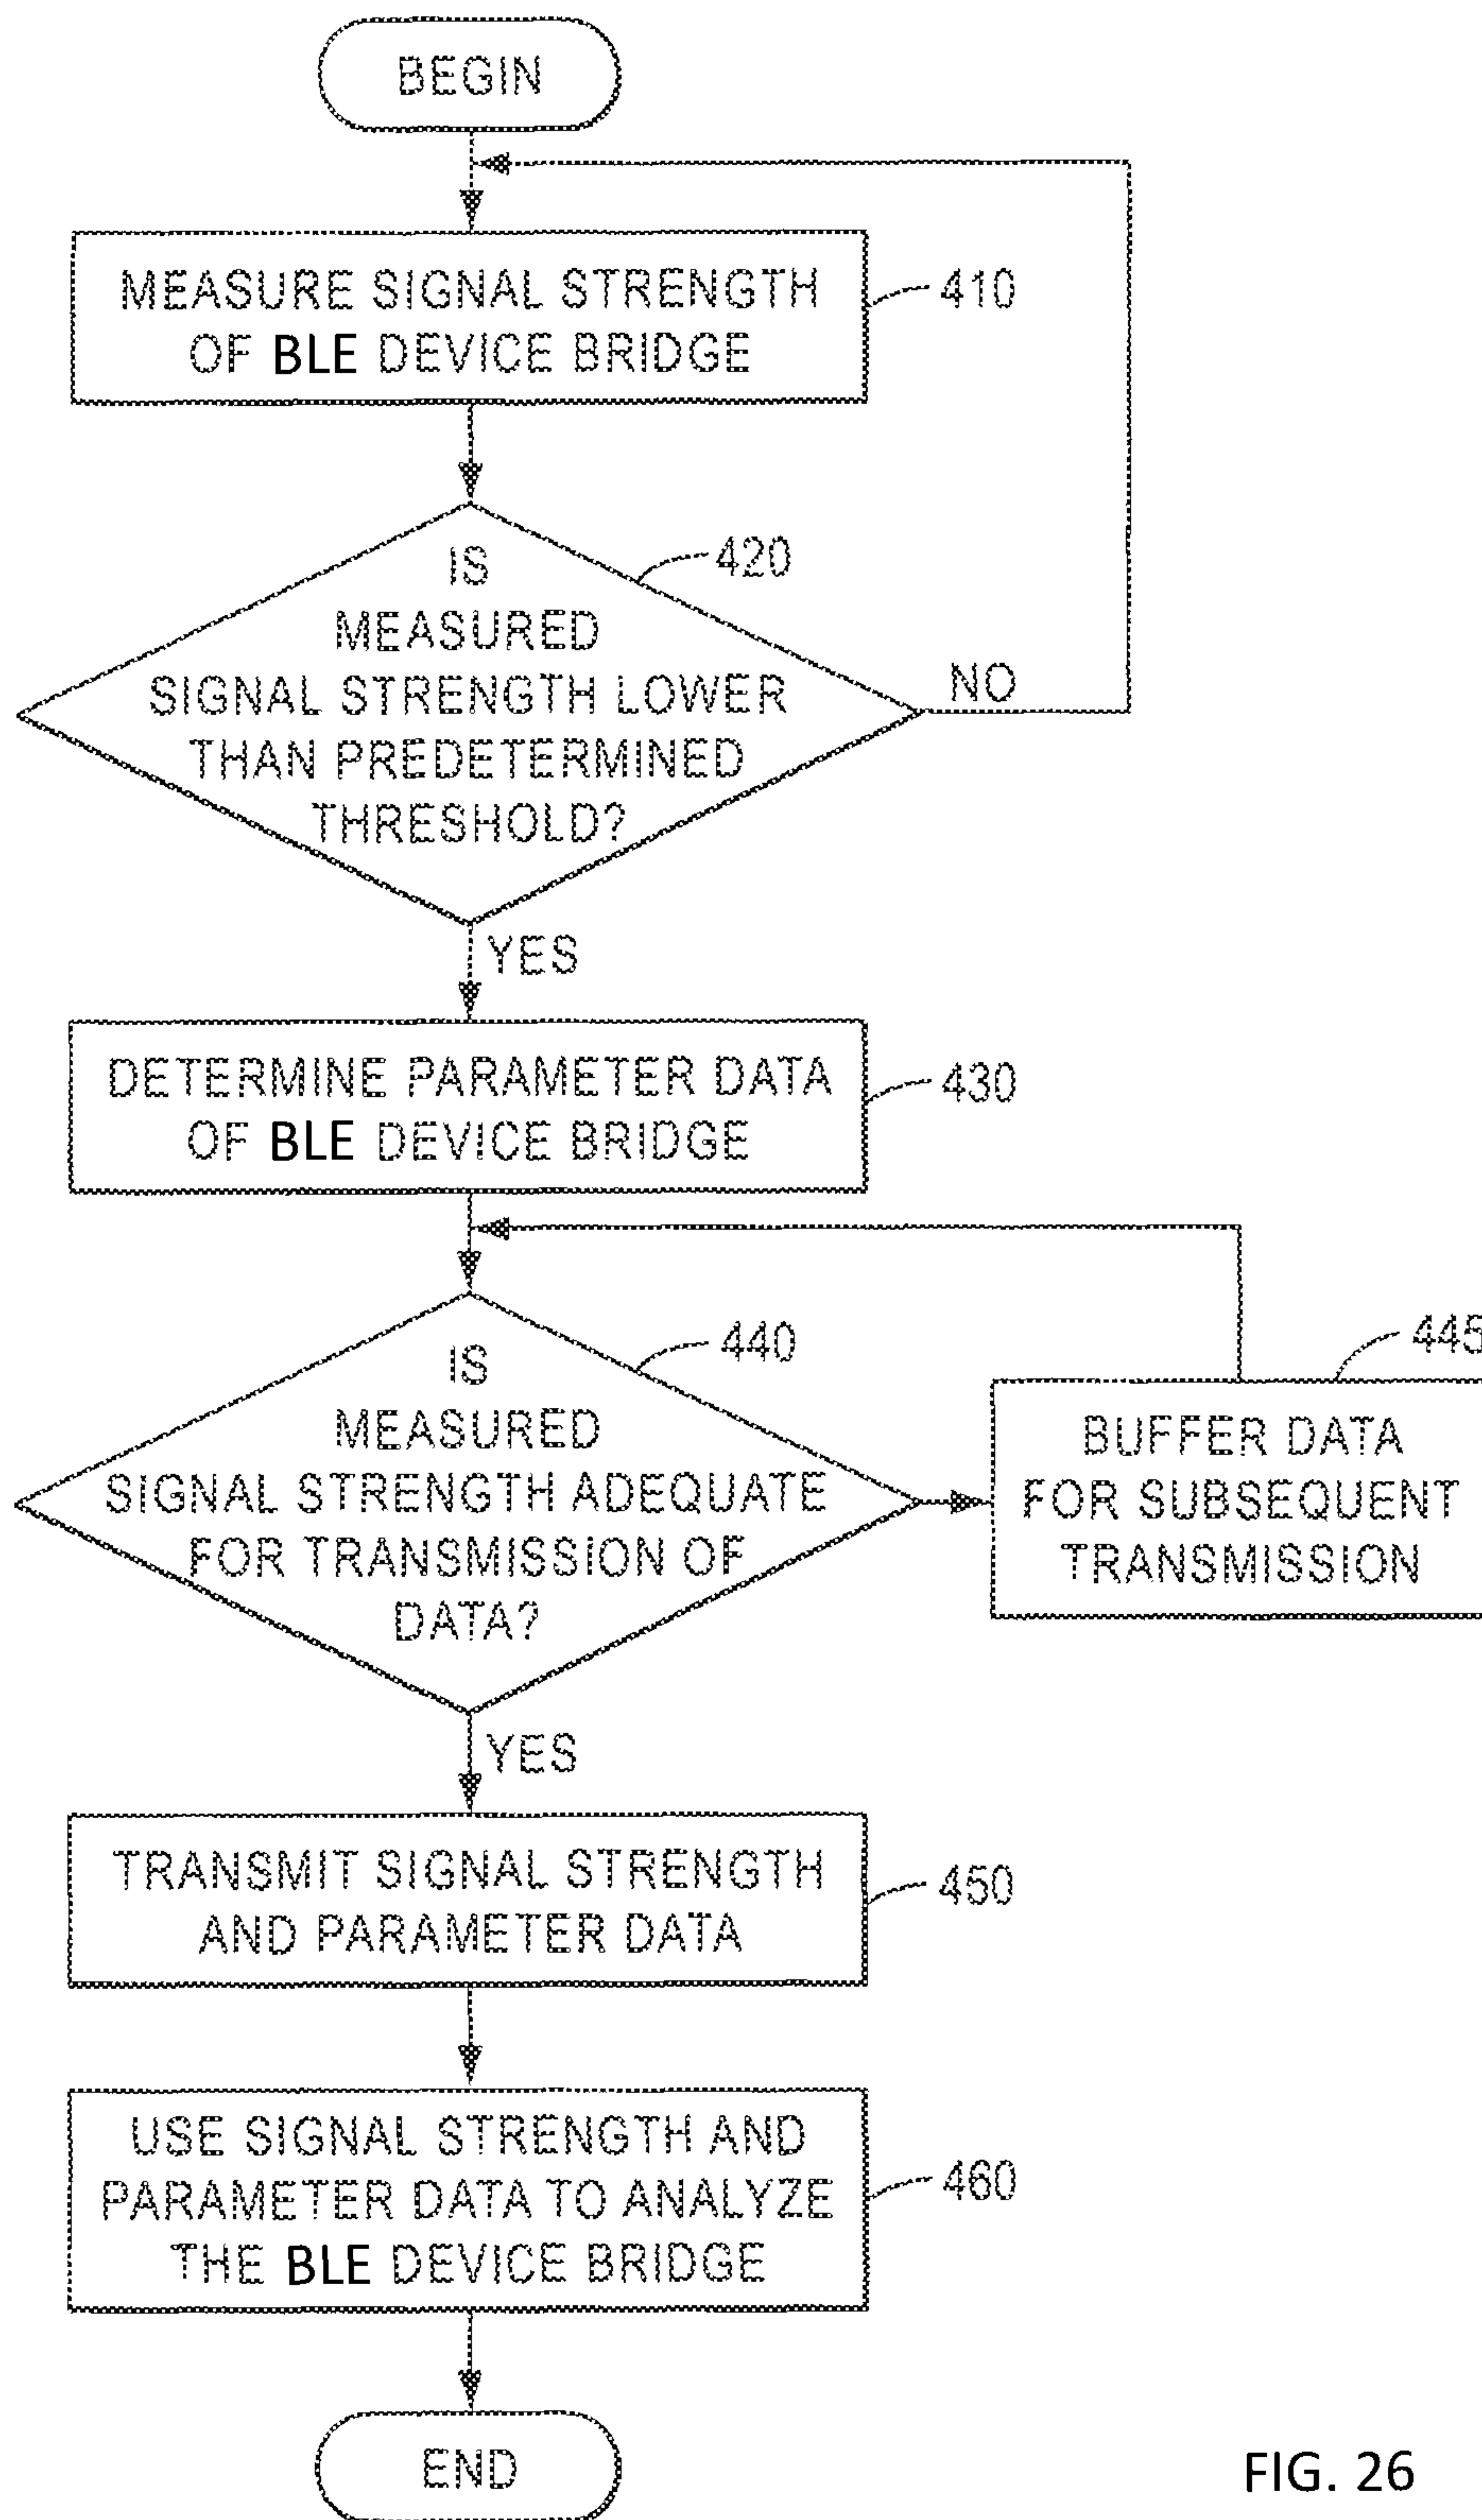 BEGIN
MEASURE SIGNAL STRENGTH
OF BLE DEVICE BRIDGE
410
IS
MEASURED
SIGNAL STRENGTH LOWER
THAN PREDETERMINED
THRESHOLD?
420
NO
YES
DETERMINE PARAMETER DATA
OF BLE DEVICE BRIDGE
430
IS
MEASURED
SIGNAL STRENGTH ADEQUATE
FOR TRANSMISSION OF
DATA?
440
445
BUFFER DATA
FOR SUBSEQUENT
TRANSMISSION
YES
TRANSMIT SIGNAL STRENGTH
AND PARAMETER DATA
450
USE SIGNAL STRENGTH AND
PARAMETER DATA TO ANALYZE
THE BLE DEVICE BRIDGE
460
END
FIG. 26